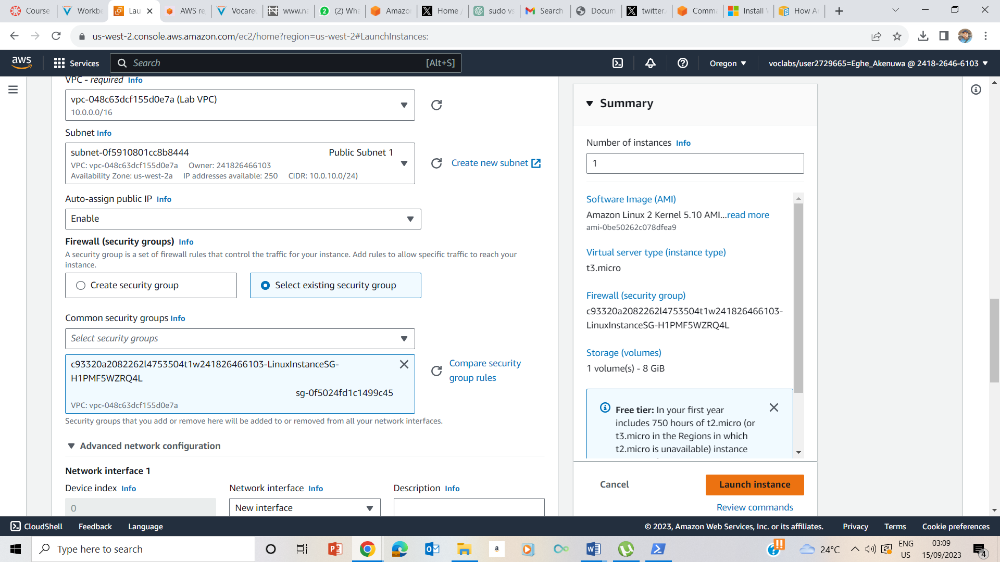 Course
Workbe
Lau
AWS re
Vocareu
www.na
(2) Wha
Amazo
Home /
sudo vs
Search
Docum
twitter.
Comma
Install
How A
us-west-2.console.aws.amazon.com/ec2/home?region=us-west-2#LaunchInstances:
aws
Services
Search
[Alt+S]
Oregon
voclabs/user2729665=Eghe_Akenuwa @ 2418-2646-6103
VPC - required Info
vpc-048c63dcf155d0e7a (Lab VPC)
10.0.0.0/16
Subnet Info
subnet-0f5910801cc8b8444 Public Subnet 1
VPC: vpc-048c63dcf155d0e7a Owner: 241826466103
Availability Zone: us-west-2a IP addresses available: 250 CIDR: 10.0.10.0/24)
Create new subnet
Auto-assign public IP Info
Enable
Firewall (security groups) Info
A security group is a set of firewall rules that control the traffic for your instance. Add rules to allow specific traffic to reach your
instance.
Create security group
Select existing security group
Common security groups Info
Select security groups
c93320a2082262l4753504t1w241826466103-LinuxInstanceSG-
H1PMF5WZRQ4L
sg-0f5024fd1c1499c45
VPC: vpc-048c63dcf155d0e7a
Compare security
group rules
Security groups that you add or remove here will be added to or removed from all your network interfaces.
Advanced network configuration
Network interface 1
Device index Info
0
Network interface Info
New interface
Description Info
Summary
Number of instances Info
1
Software Image (AMI)
Amazon Linux 2 Kernel 5.10 AMI...read more
ami-0be50262c078dfea9
Virtual server type (instance type)
t3.micro
Firewall (security group)
c93320a2082262l4753504t1w241826466103-
LinuxInstanceSG-H1PMF5WZRQ4L
Storage (volumes)
1 volume(s) - 8 GiB
Free tier: In your first year
includes 750 hours of t2.micro (or
t3.micro in the Regions in which
t2.micro is unavailable) instance
Cancel
Launch instance
Review commands
CloudShell
Feedback
Language
© 2023, Amazon Web Services, Inc. or its affiliates.
Privacy
Terms
Cookie preferences
Type here to search
24°C
ENG
US
03:09
15/09/2023
4